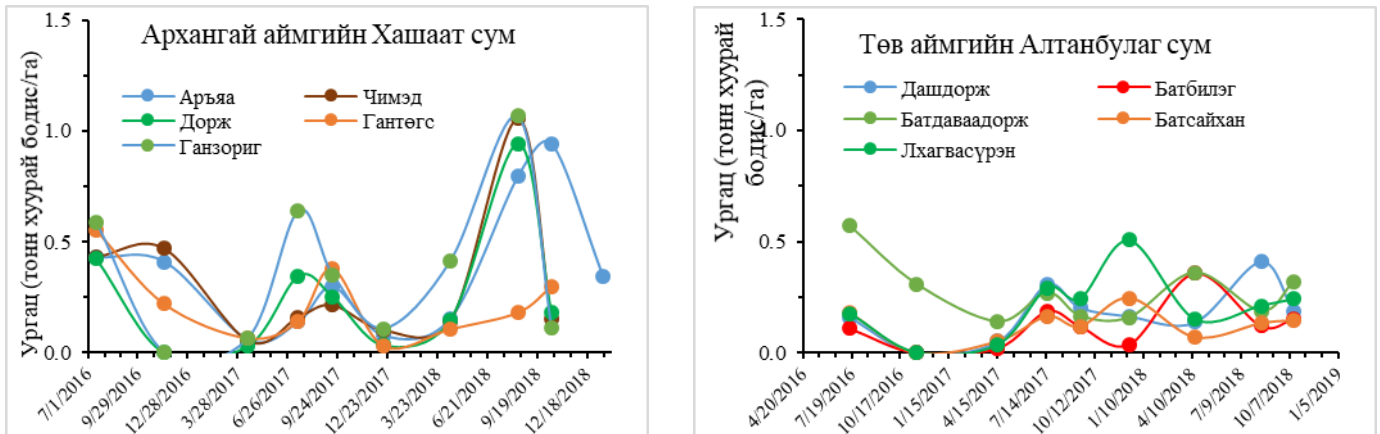 Архангай аймгийн Хашаат сум
Ургац (тонн хуурай бодис/га)
1.5
1.0
0.5
0.0
Аръяа
Чимэд
Дорж
Гантөгс
Ганзориг
7/1/2016
9/29/2016
12/28/2016
3/28/2017
6/26/2017
9/24/2017
12/23/2017
3/23/2018
6/21/2018
9/19/2018
12/18/2018
Төв аймгийн Алтанбулаг сум
Ургац (тонн хуурай
бодис/га)
1.5
1.0
0.5
0.0
Дашдорж
Батбилэг
Батдаваадорж
Батсайхан
Лхагвасүрэн
4/20/2016
7/19/2016
10/17/2016
1/15/2017
4/15/2017
7/14/2017
10/12/2017
1/10/2018
4/10/2018
7/9/2018
10/7/2018
1/5/2019